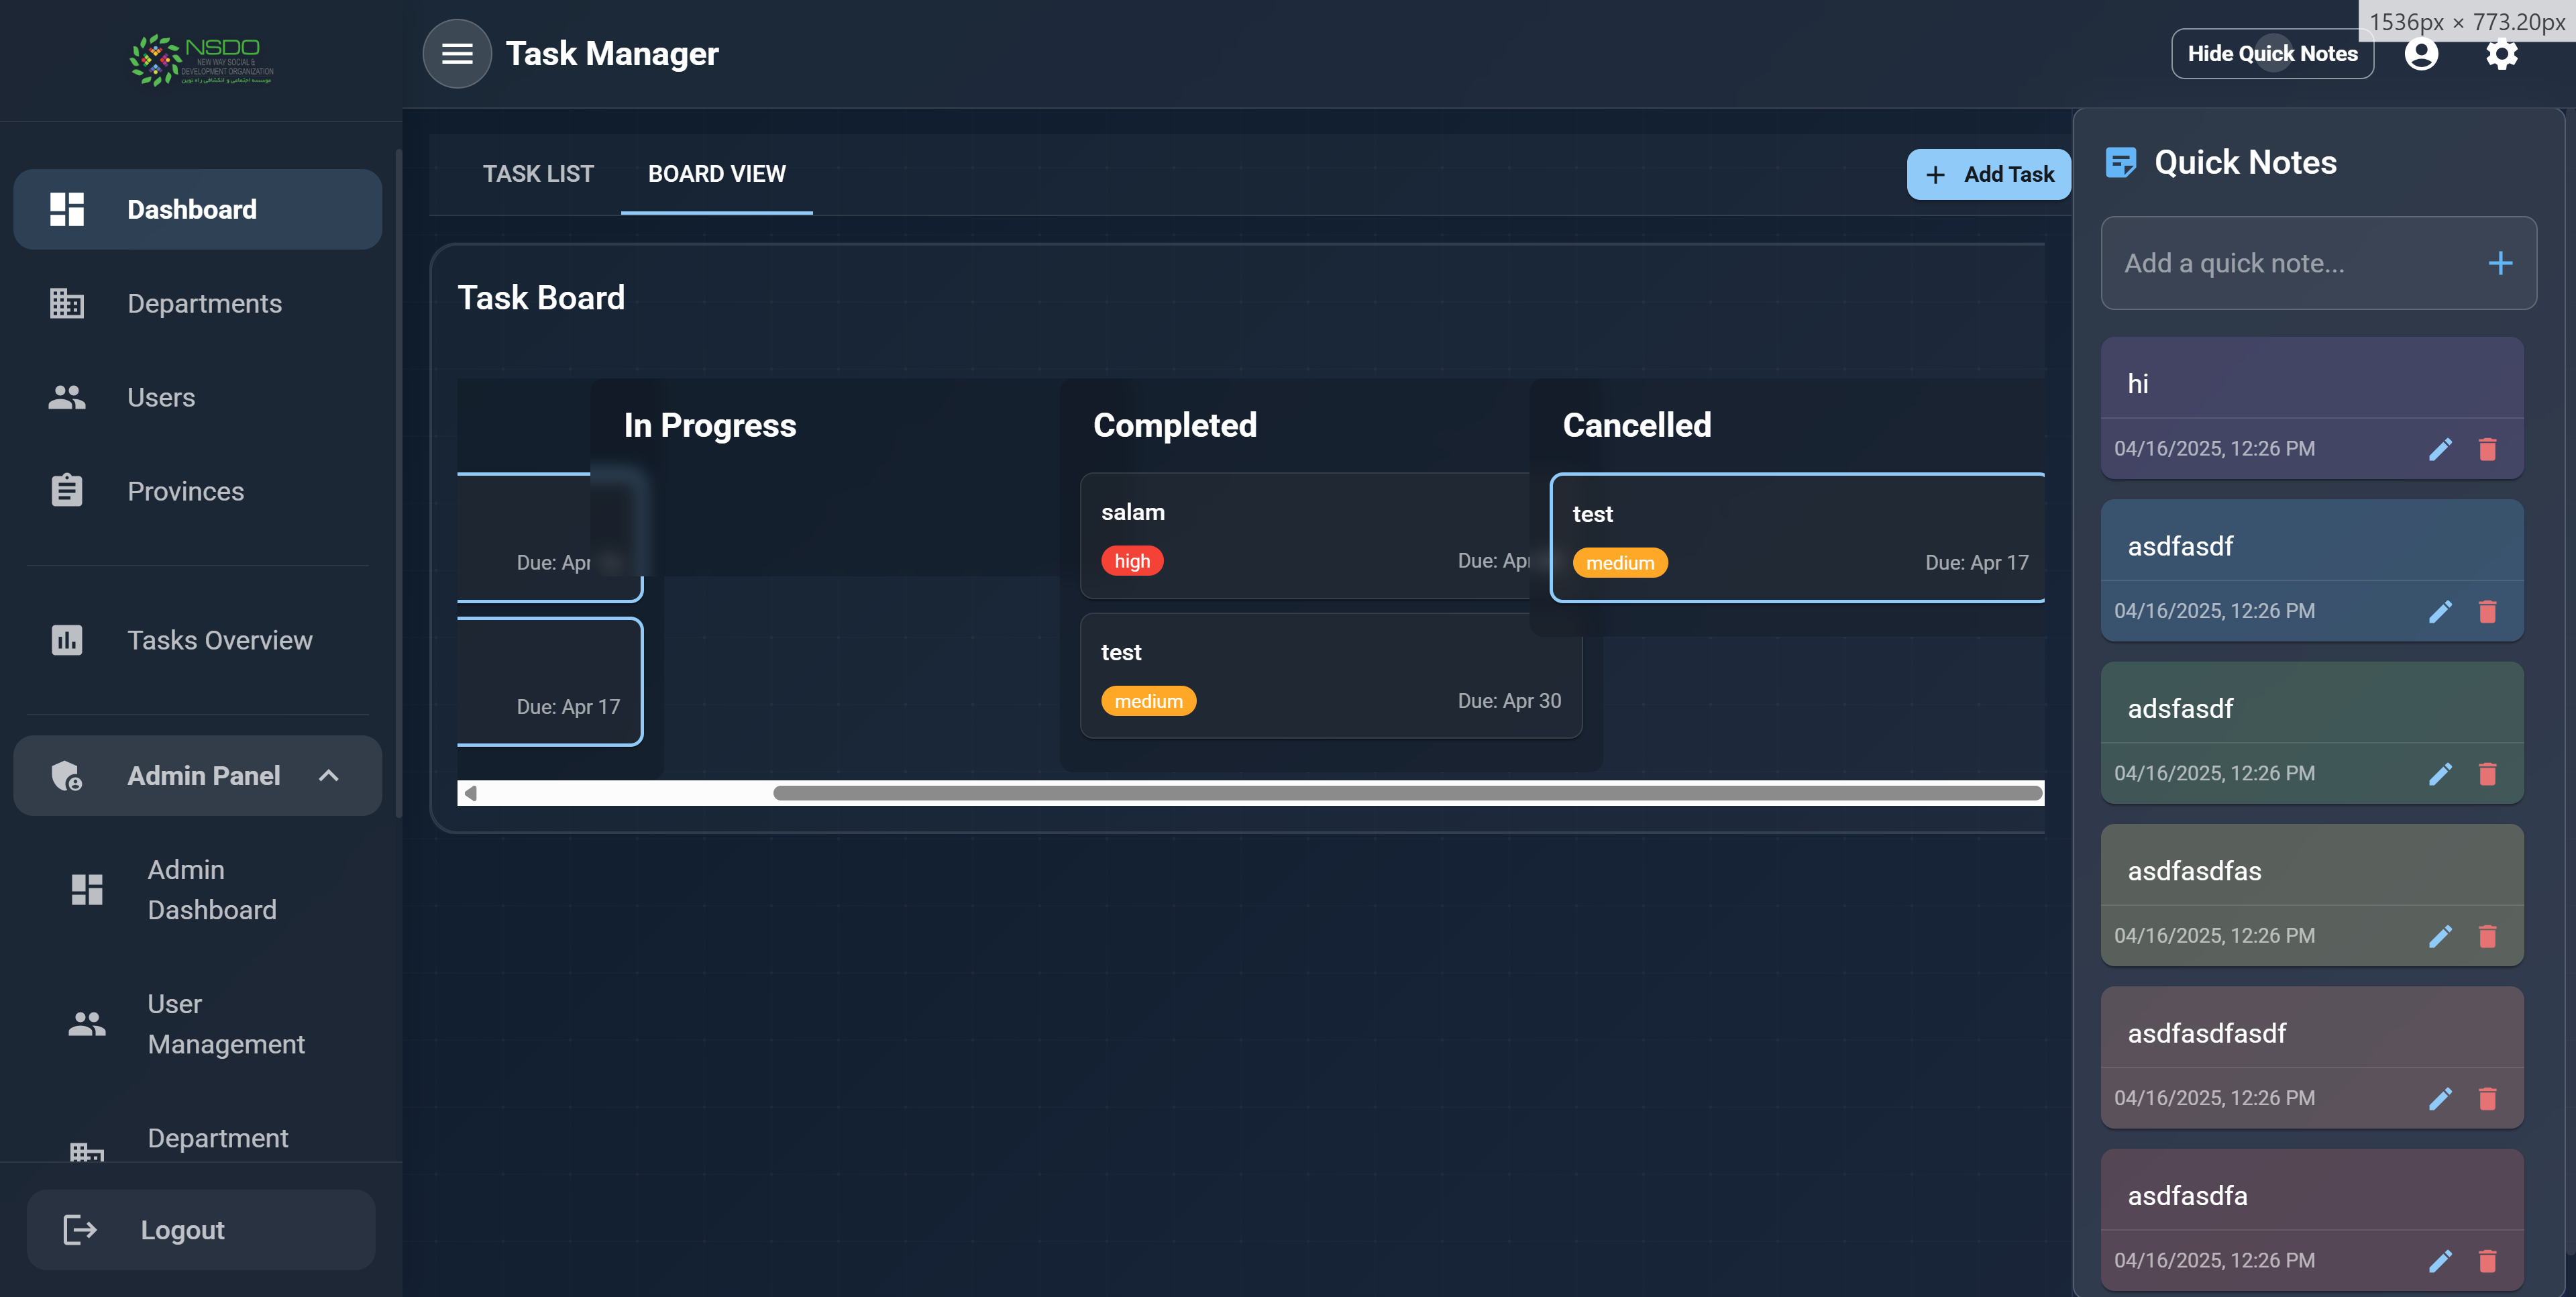 NSDO
NEW WAY SOCIAL &
DEVELOPMENT ORGANIZATION
موسسه اجتماعی و انکشافی راه نوین
Task Manager
Hide Quick Notes
1536px × 773.20px
Dashboard
Departments
Users
Provinces
Tasks Overview
Admin Panel
Admin
Dashboard
User
Management
Department
Logout
TASK LIST
BOARD VIEW
Add Task
Task Board
Due: Apr
Due: Apr 17
In Progress
Completed
salam
high
Due: Apr
test
medium
Due: Apr 30
Cancelled
test
medium
Due: Apr 17
Quick Notes
Add a quick note...
hi
04/16/2025, 12:26 PM
asdfasdf
04/16/2025, 12:26 PM
adsfasdf
04/16/2025, 12:26 PM
asdfasdfas
04/16/2025, 12:26 PM
asdfasdfasdf
04/16/2025, 12:26 PM
asdfasdfa
04/16/2025, 12:26 PM